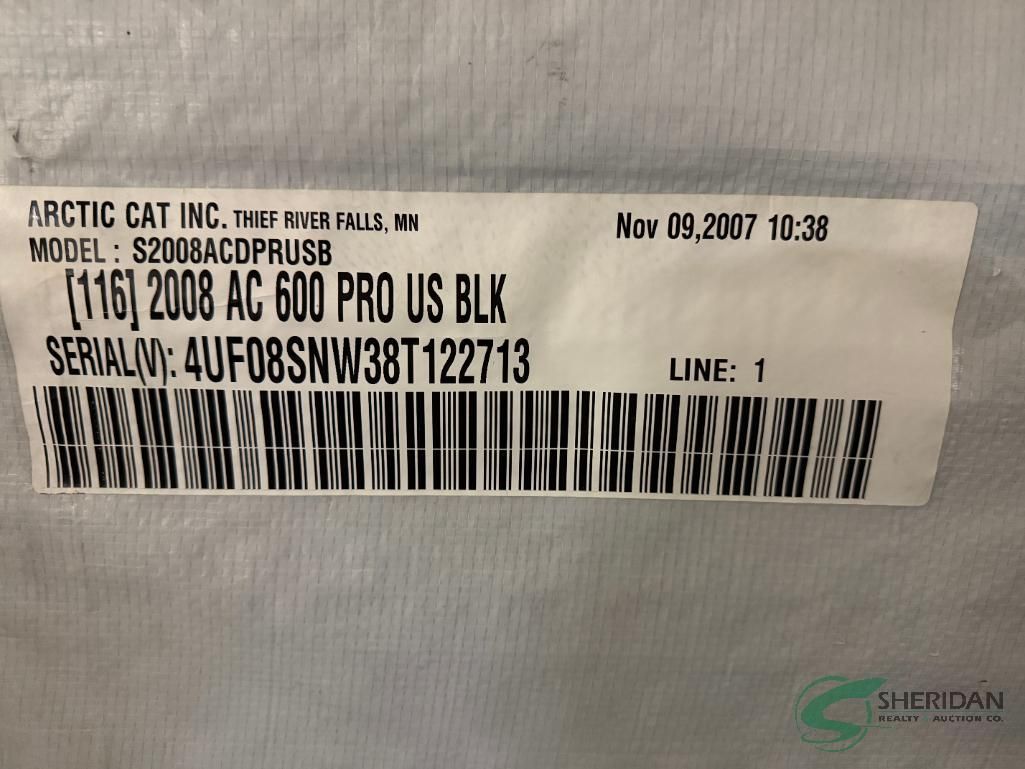 ARCTIC CAT INC. THIEF RIVER FALLS, MN Nov 09,2007 10:38
MODEL : S2008ACDPRUSB
[116] 2008 AC 600 PRO US BLK
SERIAL(V): 4UF08SNW38T122713 LINE: 1
SHERIDAN
REALTY & AUCTION CO.